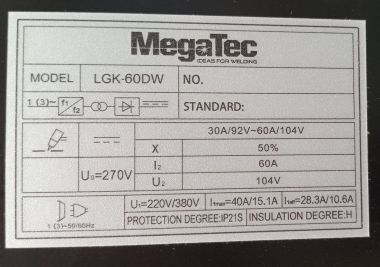 MegaTec
IDEAS FOR WELDING
MODEL LGK-60DW NO.
1 (3)~ f1 f2 STANDARD:
30A/92V~60A/104V
X 50%
U₀=270V I₂ 60A
U₂ 104V
U₁=220V/380V I₁max=40A/15.1A I₁eff=28.3A/10.6A
1 (3)~50/60Hz PROTECTION DEGREE:IP21S INSULATION DEGREE:H